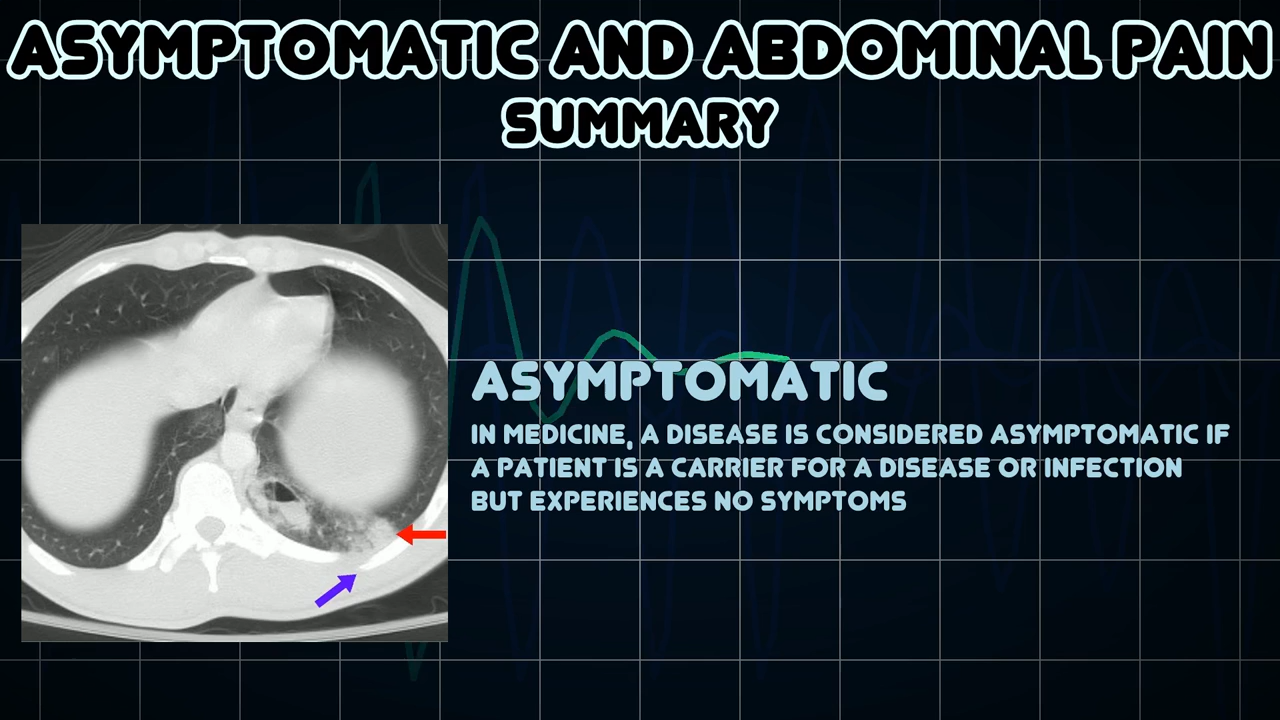 ASYMPTOMATIC AND ABDOMINAL PAIN
SUMMARY
ASYMPTOMATIC
IN MEDICINE, A DISEASE IS CONSIDERED ASYMPTOMATIC IF
A PATIENT IS A CARRIER FOR A DISEASE OR INFECTION
BUT EXPERIENCES NO SYMPTOMS